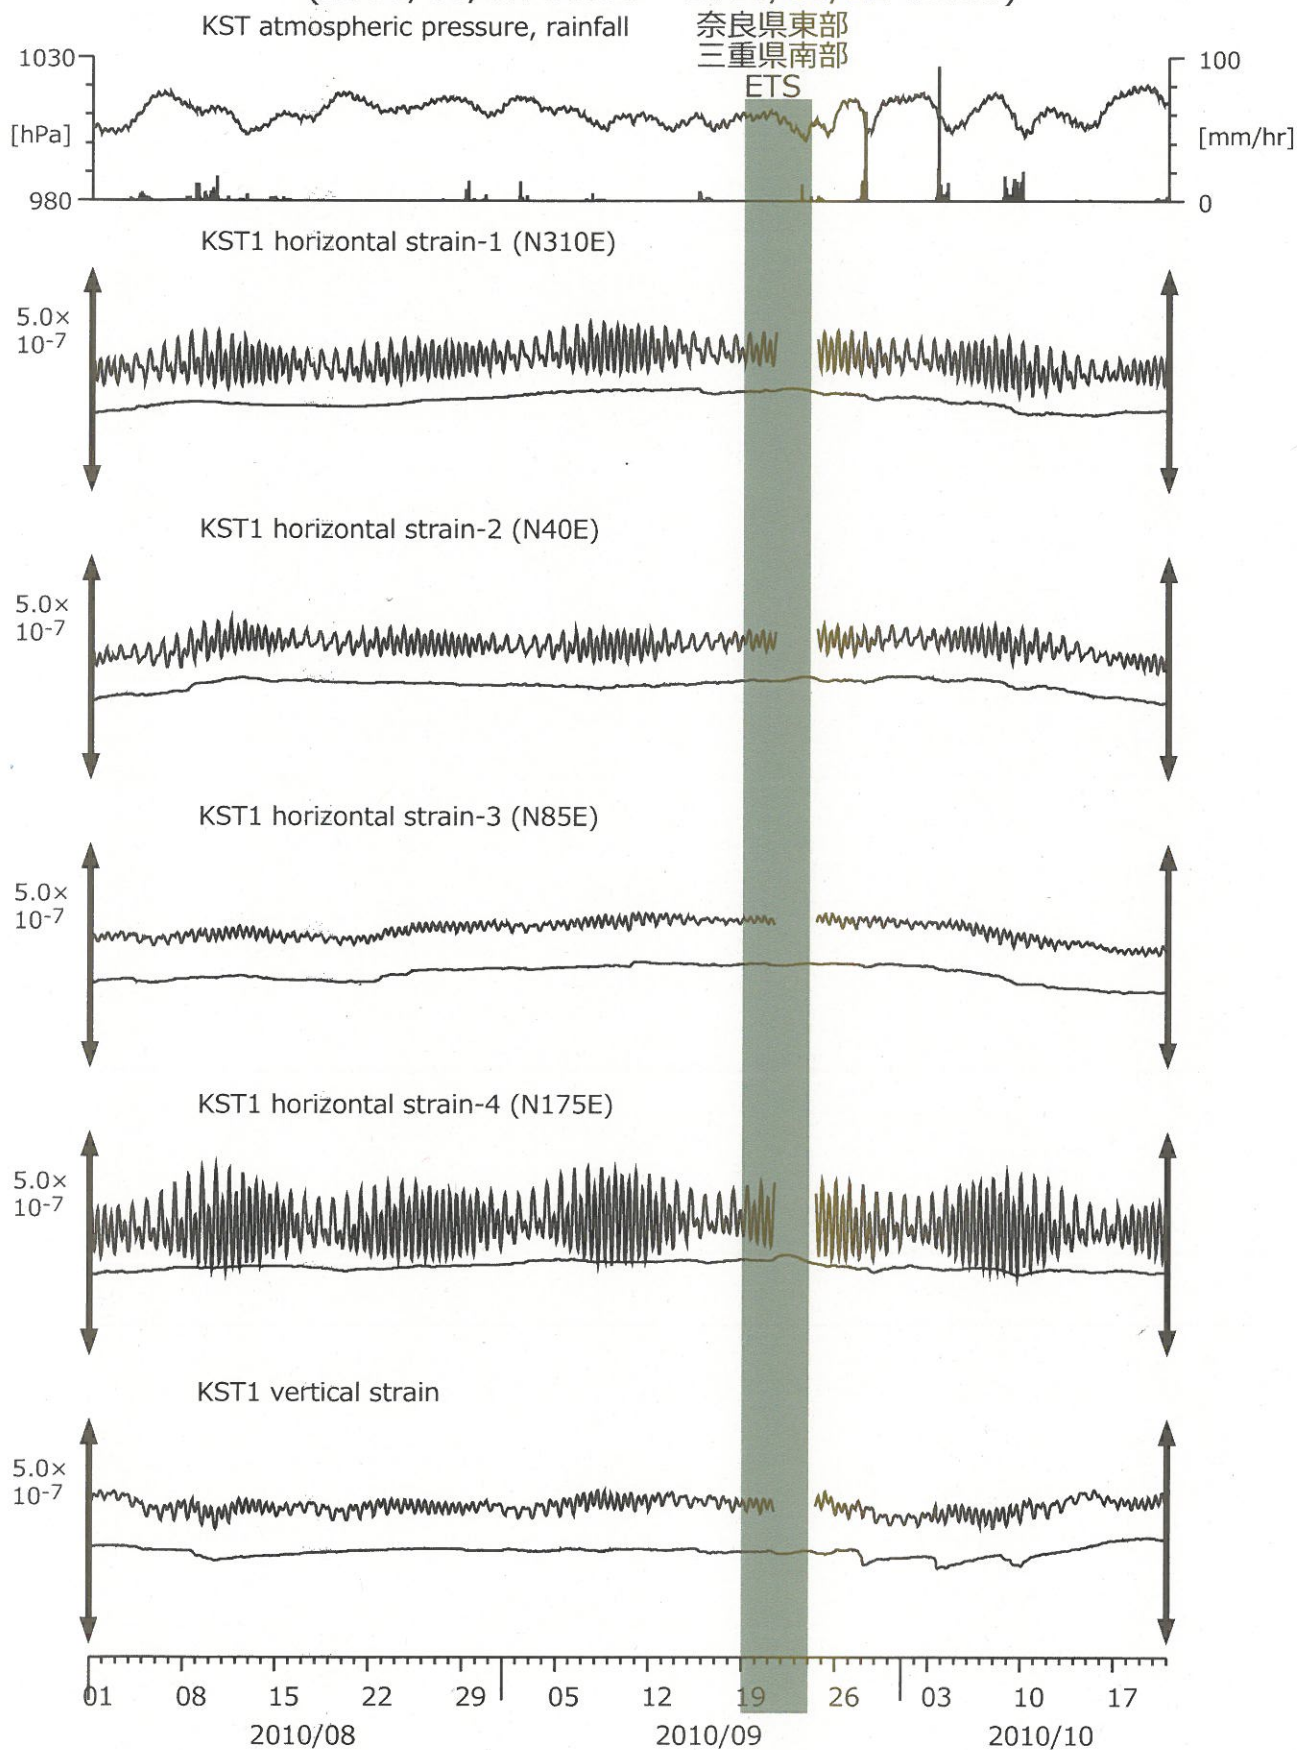 KST atmospheric pressure, rainfall
奈良県東部
三重県南部
ETS
1030
[hPa]
980
100
[mm/hr]
0
KST1 horizontal strain-1 (N310E)
5.0×
10-7
KST1 horizontal strain-2 (N40E)
5.0×
10-7
KST1 horizontal strain-3 (N85E)
5.0×
10-7
KST1 horizontal strain-4 (N175E)
5.0×
10-7
KST1 vertical strain
5.0×
10-7
01 08 15 22 29 05 12 19 26 03 10 17
2010/08 2010/09 2010/10